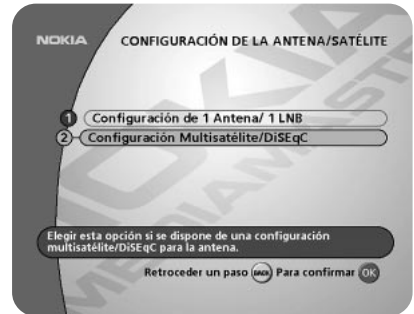 NOKIA
CONFIGURACIÓN DE LA ANTENA/SATÉLITE
1 Configuración de 1 Antena/ 1 LNB
2 Configuración Multisatélite/DiSEqC
Elegir esta opción si se dispone de una configuración
multisatélite/DiSEqC para la antena.
Retroceder un paso BACK Para confirmar OK
NOKIA
MEDIAMASTER